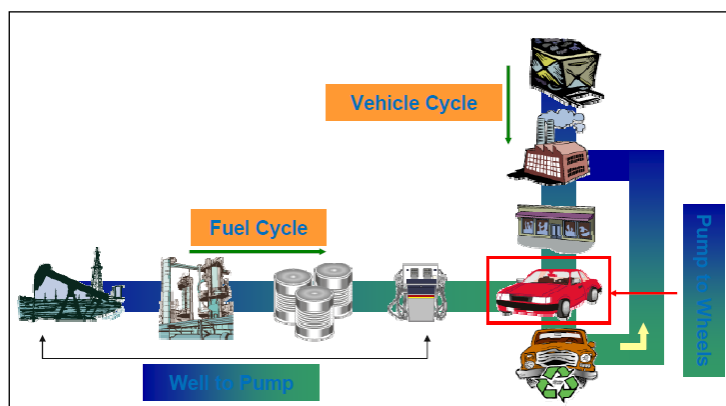 Vehicle Cycle
Fuel Cycle
Well to Pump
Pump to Wheels